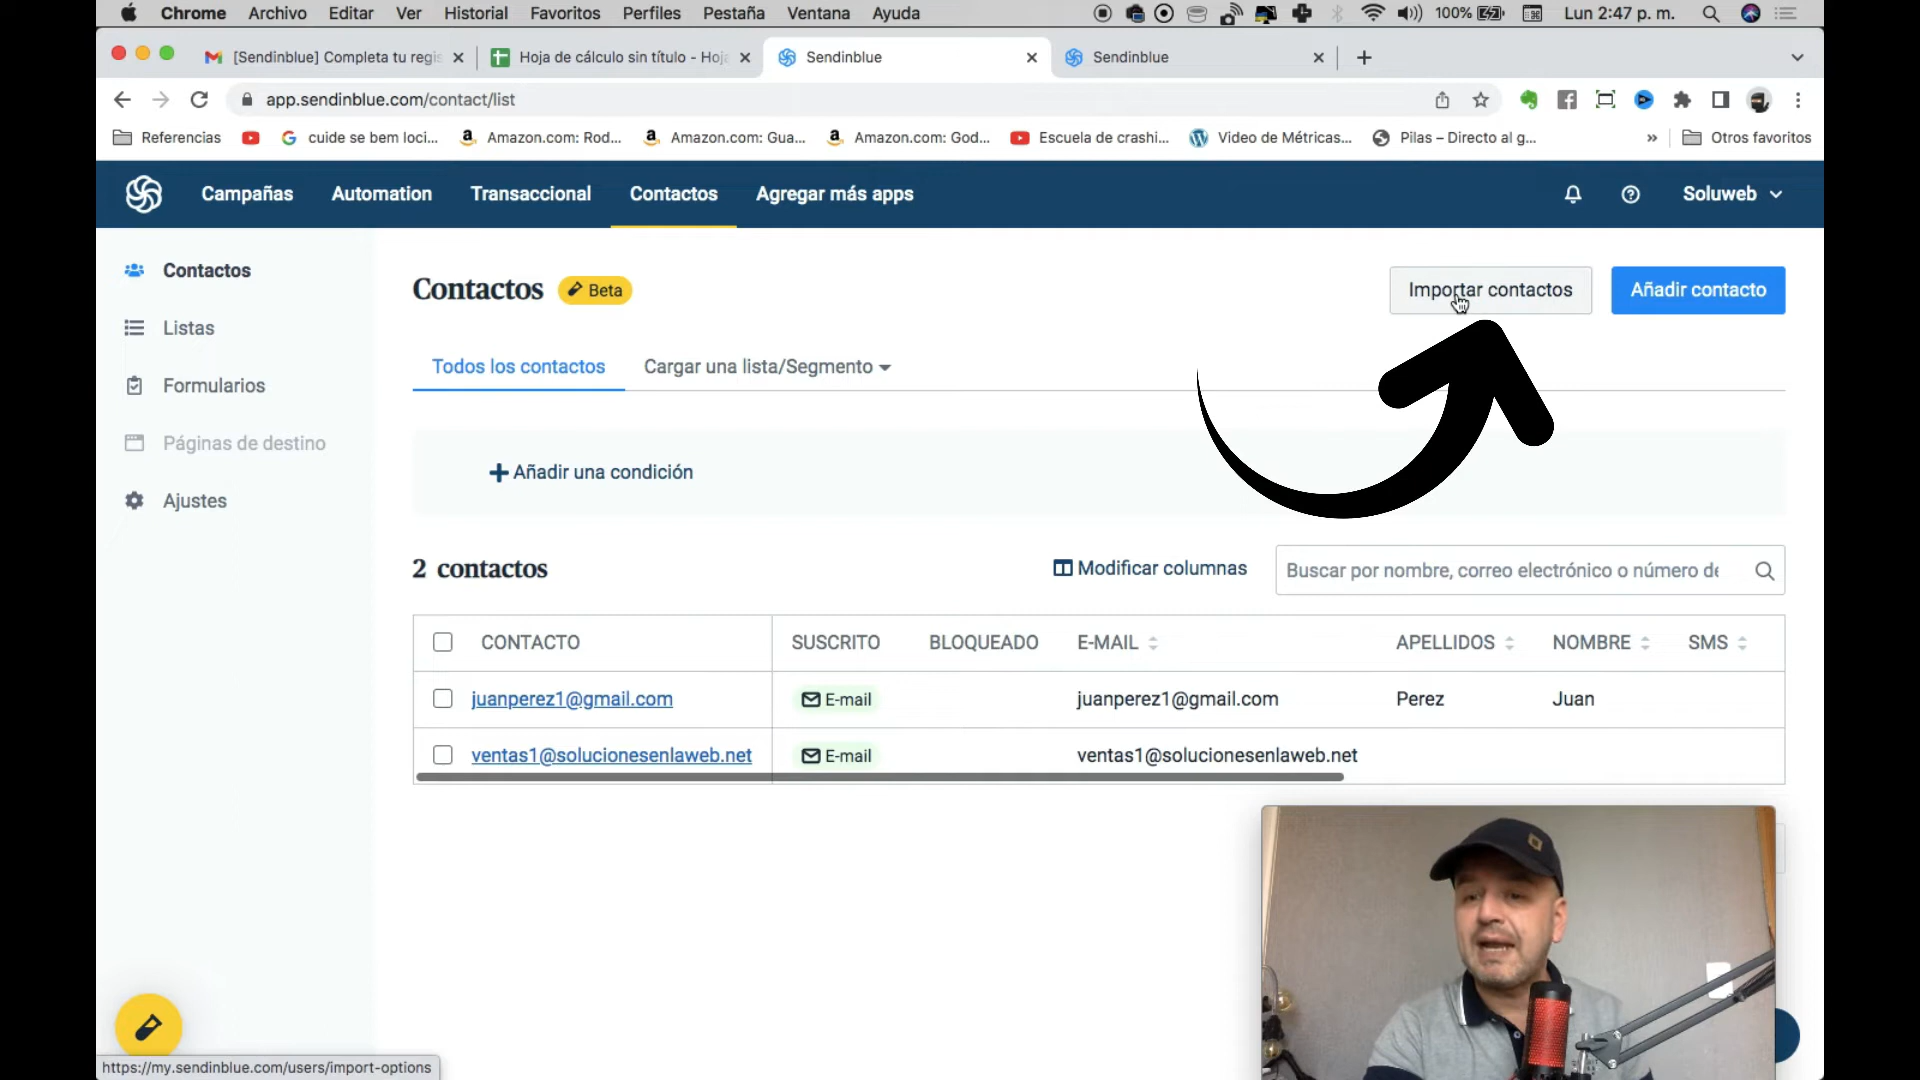 Chrome Archivo Editar Ver Historial Favoritos Perfiles Pestaña Ventana Ayuda 100% Lun 2:47 p. m.
[Sendinblue] Completa tu regis Hoja de cálculo sin título - Hoja Sendinblue Sendinblue
app.sendinblue.com/contact/list
Referencias cuide se bem loci... Amazon.com: Rod... Amazon.com: Gua... Amazon.com: God... Escuela de crashi... Video de Métricas... Pilas – Directo al g... » Otros favoritos
Campañas Automation Transaccional Contactos Agregar más apps Soluweb
Contactos
Listas
Formularios
Páginas de destino
Ajustes
Contactos Beta Importar contactos Añadir contacto
Todos los contactos Cargar una lista/Segmento
Añadir una condición
2 contactos Modificar columnas Buscar por nombre, correo electrónico o número de
CONTACTO SUSCRITO BLOQUEADO E-MAIL APELLIDOS NOMBRE SMS
juanperez1@gmail.com E-mail juanperez1@gmail.com Perez Juan
ventas1@solucionesenlaweb.net E-mail ventas1@solucionesenlaweb.net
https://my.sendinblue.com/users/import-options